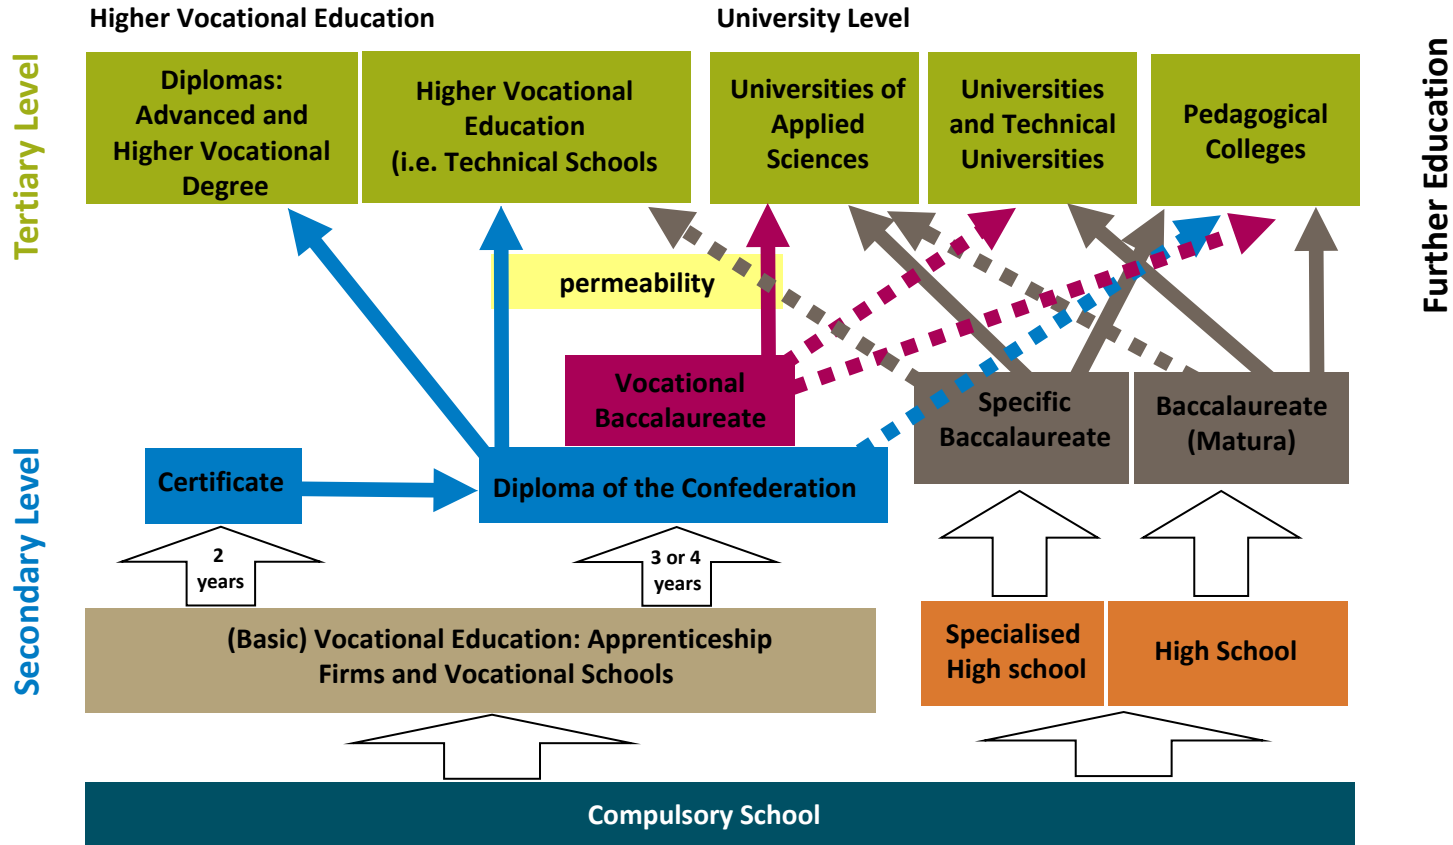 Higher Vocational Education
University Level
Tertiary Level
Diplomas:
Advanced and
Higher Vocational
Degree
Higher Vocational
Education
(i.e. Technical Schools
Universities of
Applied
Sciences
Universities
and Technical
Universities
Pedagogical
Colleges
Further Education
permeability
Vocational
Baccalaureate
Specific
Baccalaureate
Baccalaureate
(Matura)
Secondary Level
Certificate
Diploma of the Confederation
2
years
3 or 4
years
(Basic) Vocational Education: Apprenticeship
Firms and Vocational Schools
Specialised
High school
High School
Compulsory School